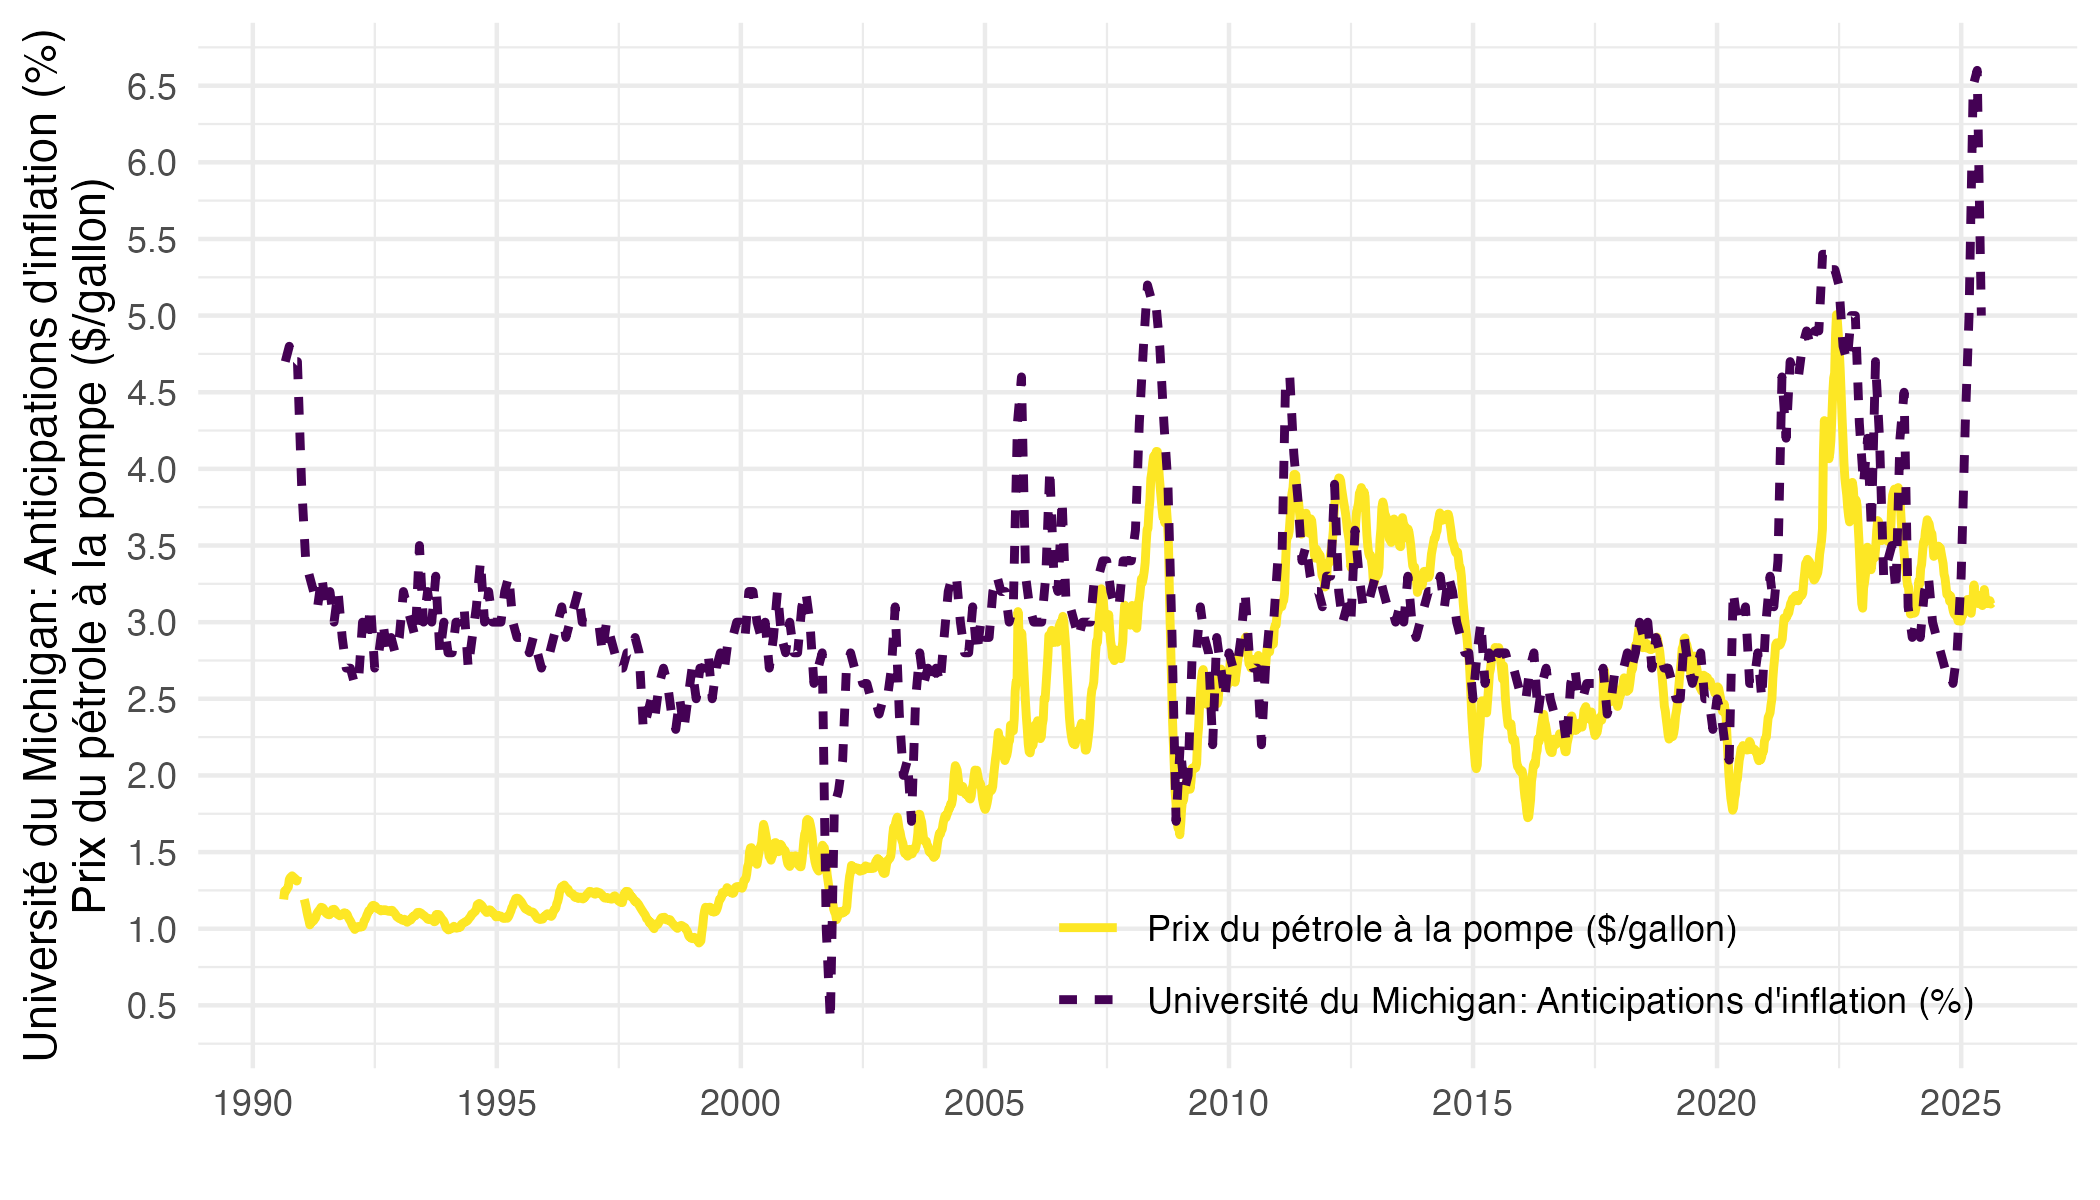 Université du Michigan: Anticipations d'inflation (%)
Prix du pétrole à la pompe ($/gallon)
6.5
6.0
5.5
5.0
4.5
4.0
3.5
3.0
2.5
2.0
1.5
1.0
0.5
Prix du pétrole à la pompe ($/gallon)
Université du Michigan: Anticipations d'inflation (%)
1990 1995 2000 2005 2010 2015 2020 2025